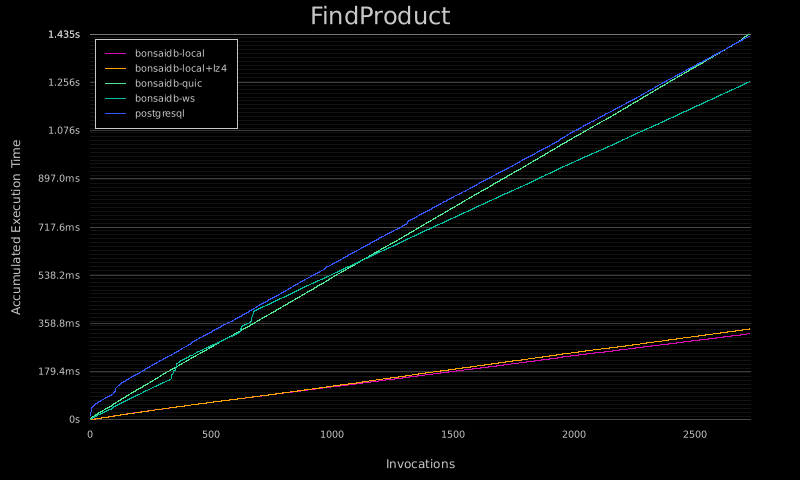 FindProduct
1.435s
1.256s
1.076s
897.0ms
717.6ms
538.2ms
358.8ms
179.4ms
0s
bonsaidb-local
bonsaidb-local+lz4
bonsaidb-quic
bonsaidb-ws
postgresql
Accumulated Execution Time
0
500
1000
1500
2000
2500
Invocations